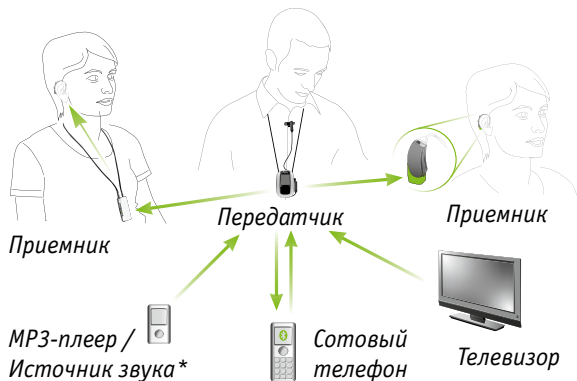 Передатчик
Приемник
Приемник
MP3-плеер /
Источник звука*
Сотовый
телефон
Телевизор